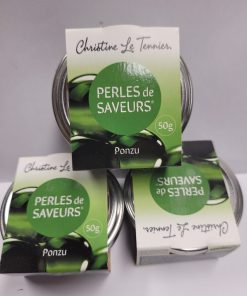 Christine Le Tennier
PERLES de
SAVEURS®
50g
Ponzu
Christine Le Tennier
PERLES de
SAVEURS®
50g
Ponzu
PERLES de
SAVEURS®
Christine Le Tennier